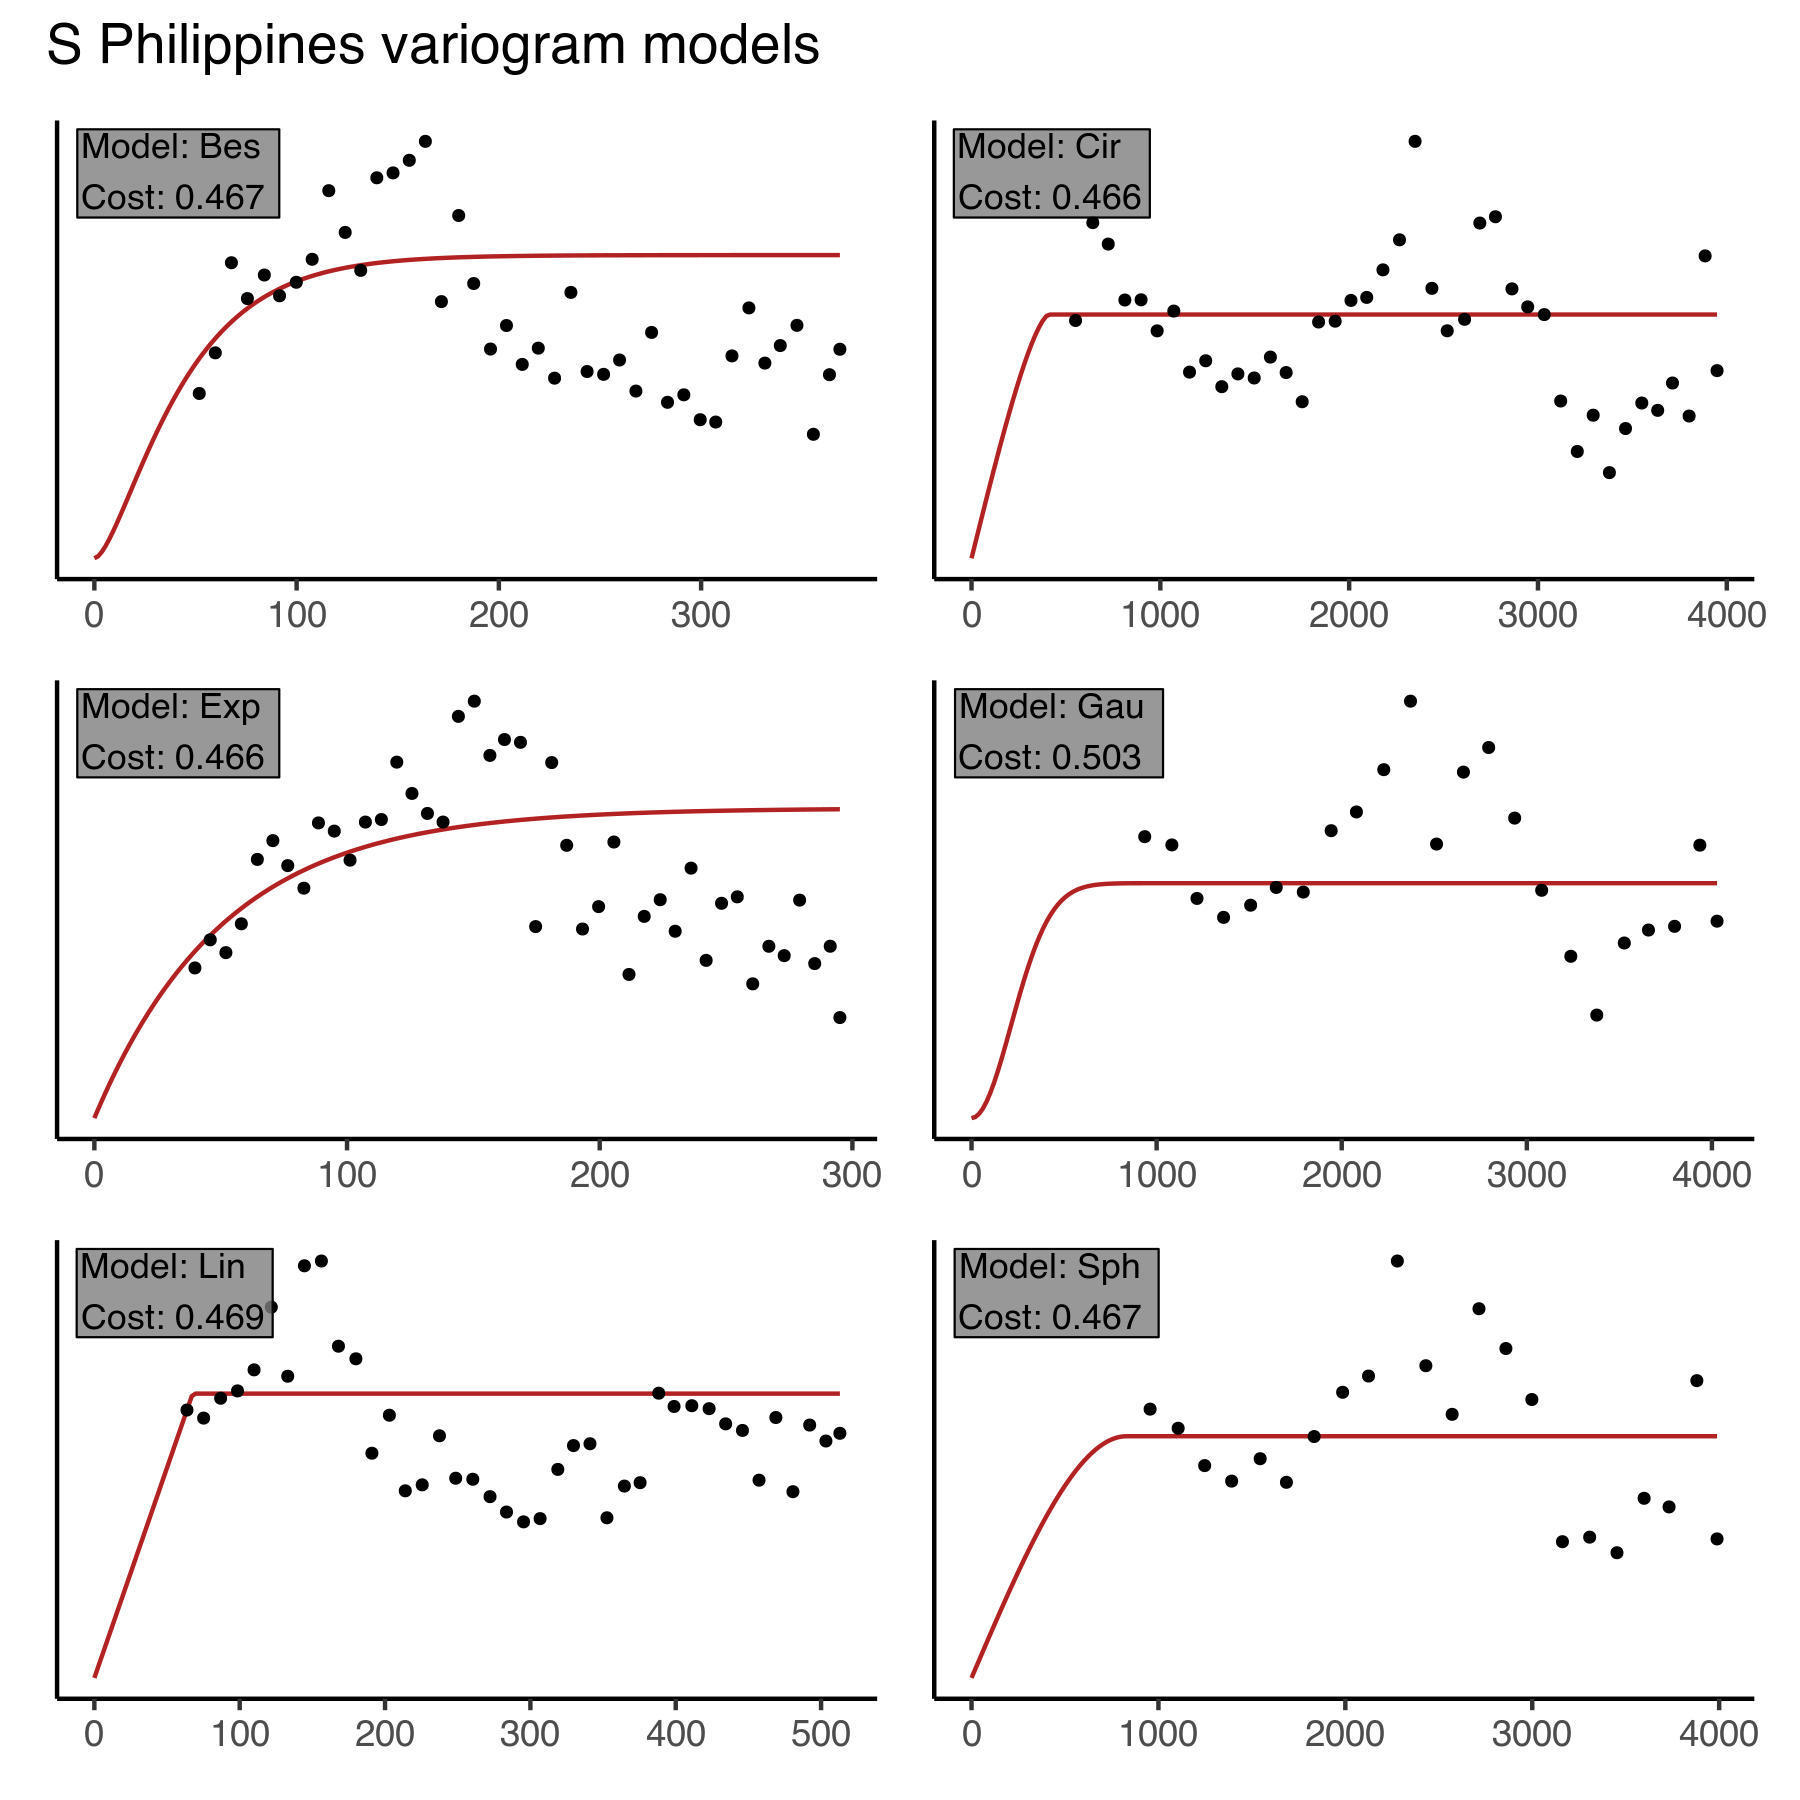 S Philippines variogram models
Model: Bes
Cost: 0.467
0 100 200 300
Model: Cir
Cost: 0.466
0 1000 2000 3000 4000
Model: Exp
Cost: 0.466
0 100 200 300
Model: Gau
Cost: 0.503
0 1000 2000 3000 4000
Model: Lin
Cost: 0.469
0 100 200 300 400 500
Model: Sph
Cost: 0.467
0 1000 2000 3000 4000